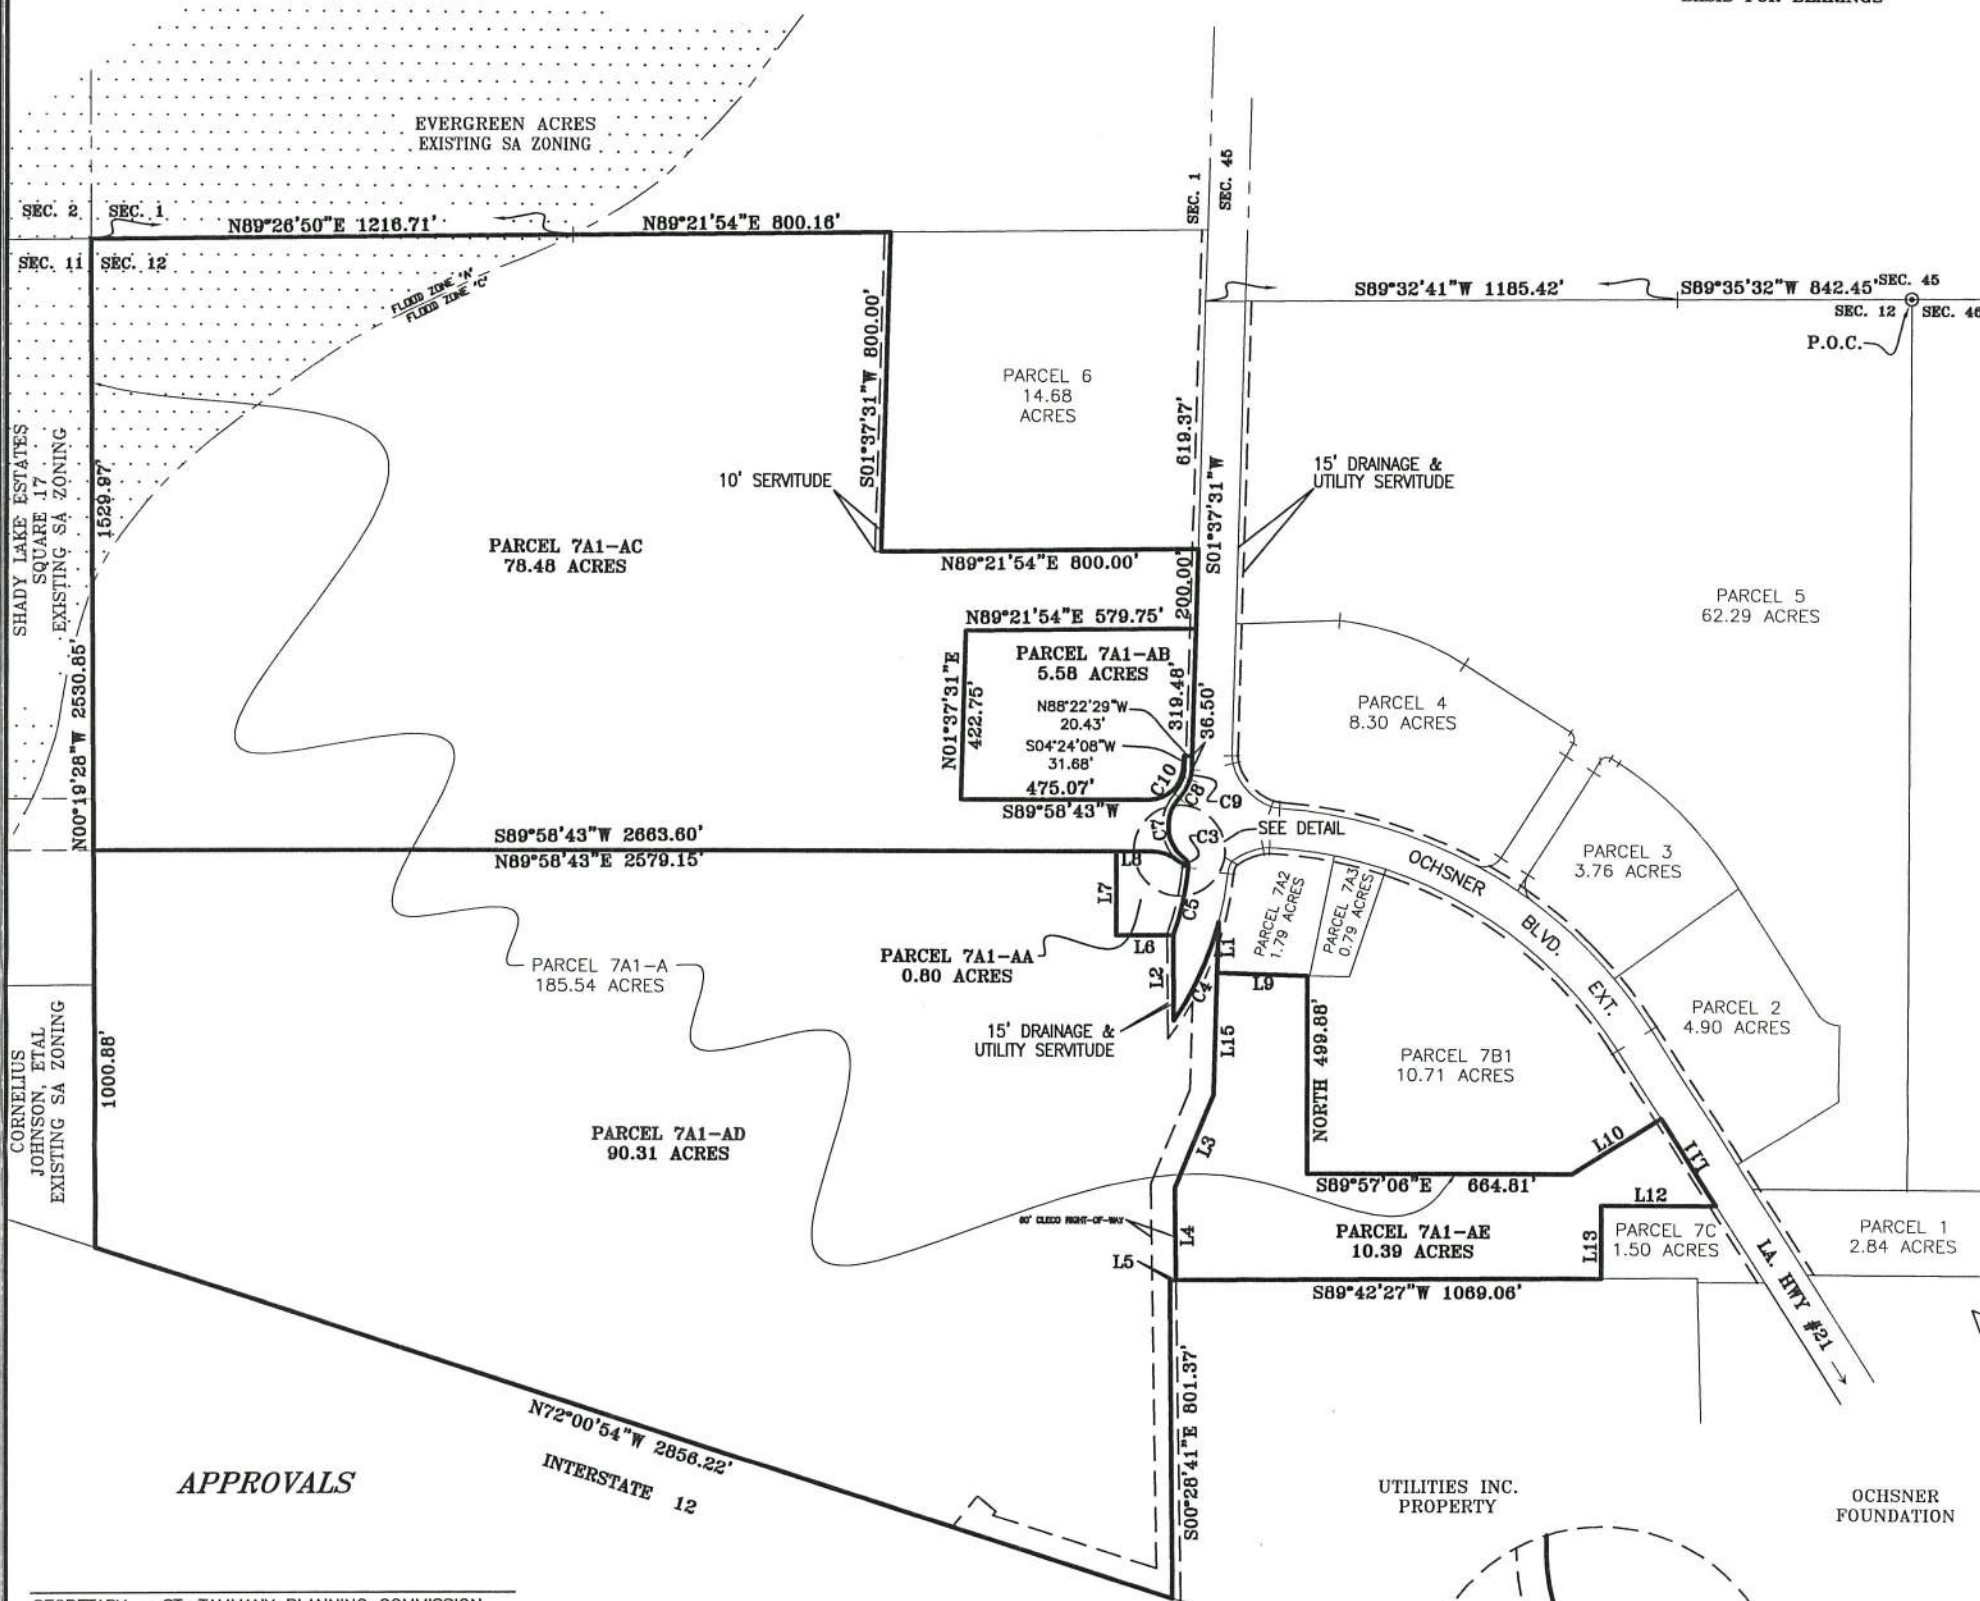 EVERGREEN ACRES
EXISTING SA ZONING
SEC. 2
SEC. 1
N89°26'50"E 1216.71'
N89°21'54"E 800.16'
SEC. 1
SEC. 45
SEC. 11
SEC. 12
FLOOD ZONE "A"
FLOOD ZONE "C"
S89°32'41"W 1185.42'
S89°35'32"W 842.45'
SEC. 45
SEC. 12
SEC. 46
P.O.C.
S01°37'31"W 800.00'
PARCEL 6
14.68
ACRES
619.37'
S01°37'31"W
10' SERVITUDE
15' DRAINAGE &
UTILITY SERVITUDE
SHADY LAKE ESTATES
SQUARE 17
EXISTING SA ZONING
1529.97'
PARCEL 7A1-AC
78.48 ACRES
N89°21'54"E 800.00'
200.00'
PARCEL 5
62.29 ACRES
N89°21'54"E 579.75'
PARCEL 7A1-AB
5.58 ACRES
N01°37'31"E
422.75'
N88°22'29"W
20.43'
S04°24'08"W
31.68'
319.48'
36.50'
475.07'
S89°58'43"W
C10
C8
C9
C7
C3
SEE DETAIL
PARCEL 4
8.30 ACRES
N00°19'28"W 2530.85'
S89°58'43"W 2663.60'
N89°58'43"E 2579.15'
L8
L7
C5
L6
PARCEL 7A2
1.79 ACRES
PARCEL 7A3
0.79 ACRES
OCHSNER
BLVD.
EXT.
PARCEL 3
3.76 ACRES
PARCEL 7A1-AA
0.80 ACRES
L1
L2
C4
L9
PARCEL 7A1-A
185.54 ACRES
15' DRAINAGE &
UTILITY SERVITUDE
L15
NORTH 499.88'
PARCEL 7B1
10.71 ACRES
PARCEL 2
4.90 ACRES
CORNELIUS
JOHNSON, ETAL
EXISTING SA ZONING
1000.88'
PARCEL 7A1-AD
90.31 ACRES
L3
L10
L11
S89°57'06"E 664.81'
L12
60' CLECO RIGHT-OF-WAY
L4
L5
PARCEL 7A1-AE
10.39 ACRES
L13
PARCEL 7C
1.50 ACRES
PARCEL 1
2.84 ACRES
S89°42'27"W 1069.06'
LA. HWY #21
S00°28'41"E 801.37'
N72°00'54"W 2856.22'
INTERSTATE 12
APPROVALS
UTILITIES INC.
PROPERTY
OCHSNER
FOUNDATION